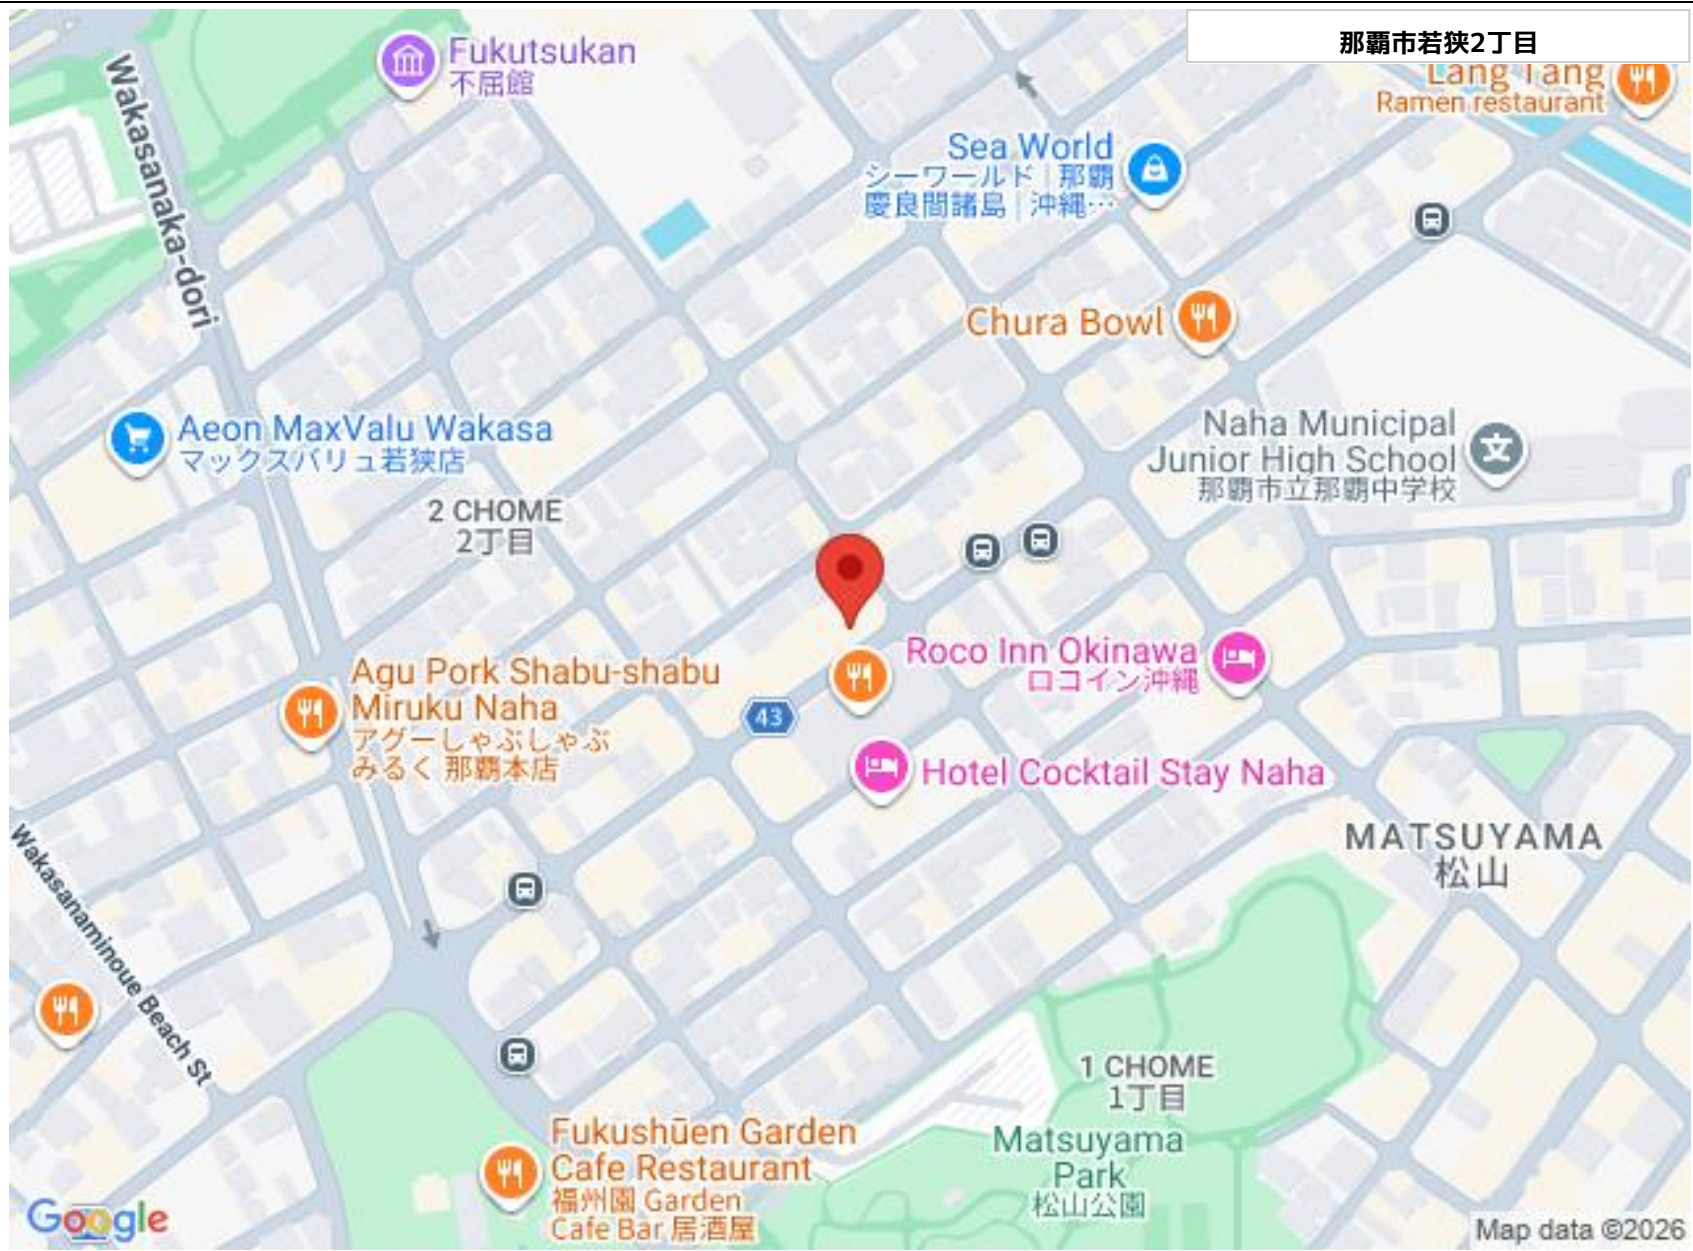 那覇市若狭2丁目
Fukutsukan
不屈館
Lang Tang
Ramen restaurant
Wakasanaka-dori
Sea World
シーワールド | 那覇
慶良間諸島 | 沖縄…
Chura Bowl
Aeon MaxValu Wakasa
マックスバリュ若狭店
Naha Municipal
Junior High School
那覇市立那覇中学校
2 CHOME
2丁目
Roco Inn Okinawa
ロコイン沖縄
Agu Pork Shabu-shabu
Miruku Naha
アグーしゃぶしゃぶ
みるく 那覇本店
43
Hotel Cocktail Stay Naha
MATSUYAMA
松山
Wakasanaminoue Beach St
1 CHOME
1丁目
Matsuyama
Park
松山公園
Fukushūen Garden
Cafe Restaurant
福州園 Garden
Cafe Bar 居酒屋
Google
Map data ©2026